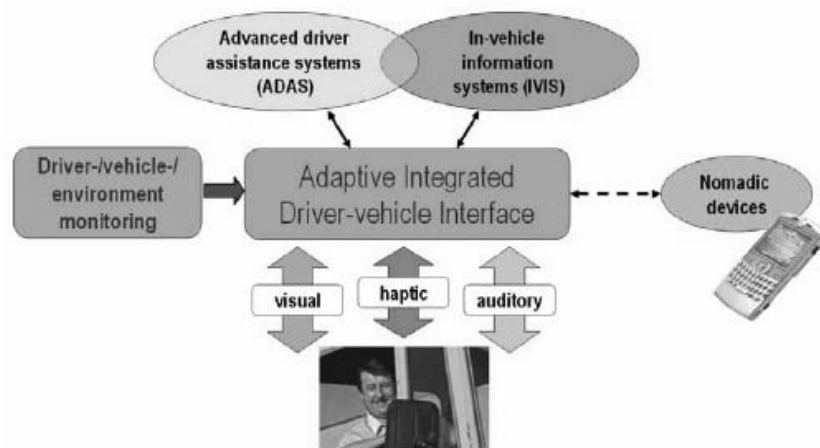 Advanced driver
assistance systems
(ADAS)
In-vehicle
information
systems (IVIS)
Driver-/vehicle-/
environment
monitoring
Adaptive Integrated
Driver-vehicle Interface
Nomadic
devices
visual
haptic
auditory